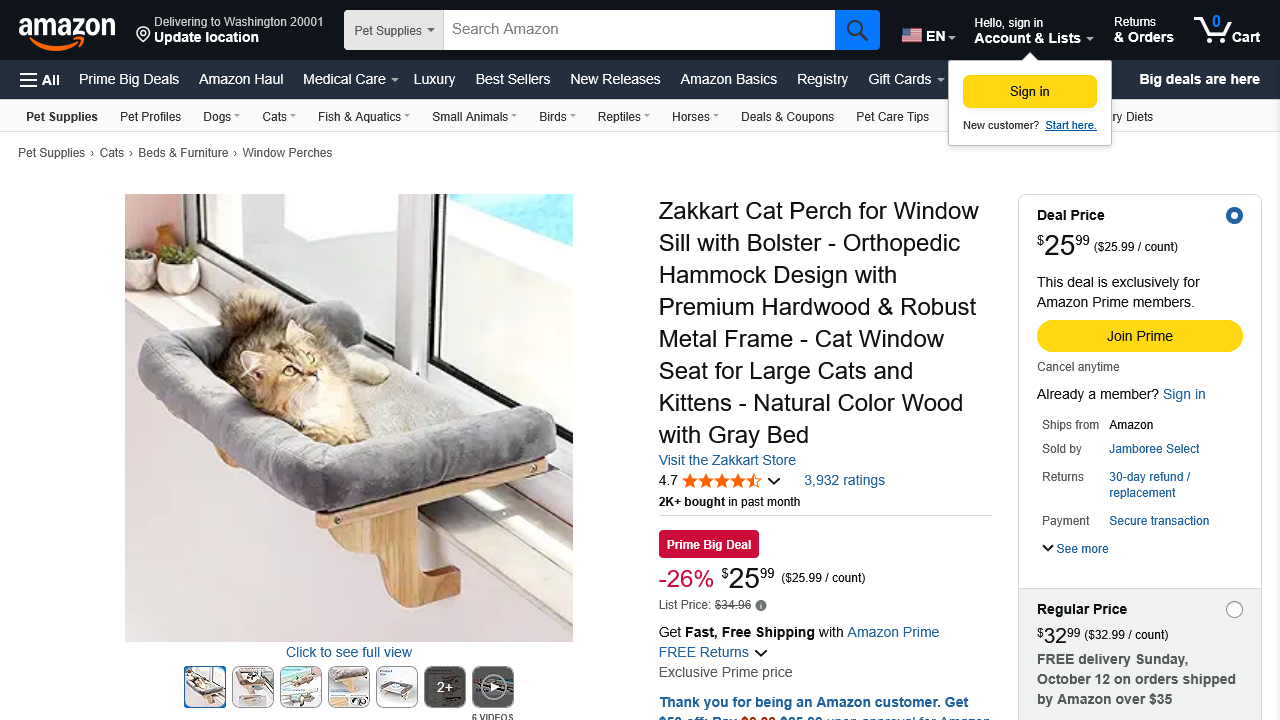 amazon
Delivering to Washington 20001
Update location
Pet Supplies
Search Amazon
EN
Hello, sign in
Account & Lists
Returns
& Orders
0
Cart
All
Prime Big Deals
Amazon Haul
Medical Care
Luxury
Best Sellers
New Releases
Amazon Basics
Registry
Gift Cards
Big deals are here
Sign in
New customer? Start here.
Pet Supplies
Pet Profiles
Dogs
Cats
Fish & Aquatics
Small Animals
Birds
Reptiles
Horses
Deals & Coupons
Pet Care Tips
ry Diets
Pet Supplies › Cats › Beds & Furniture › Window Perches
Click to see full view
2+
6 VIDEOS
Zakkart Cat Perch for Window
Sill with Bolster - Orthopedic
Hammock Design with
Premium Hardwood & Robust
Metal Frame - Cat Window
Seat for Large Cats and
Kittens - Natural Color Wood
with Gray Bed
Visit the Zakkart Store
4.7
3,932 ratings
2K+ bought in past month
Prime Big Deal
-26% $25.99 ($25.99 / count)
List Price: $34.96
Get Fast, Free Shipping with Amazon Prime
FREE Returns
Exclusive Prime price
Thank you for being an Amazon customer. Get
Deal Price
$25.99 ($25.99 / count)
This deal is exclusively for
Amazon Prime members.
Join Prime
Cancel anytime
Already a member? Sign in
Ships from Amazon
Sold by Jamboree Select
Returns 30-day refund /
replacement
Payment Secure transaction
See more
Regular Price
$32.99 ($32.99 / count)
FREE delivery Sunday,
October 12 on orders shipped
by Amazon over $35